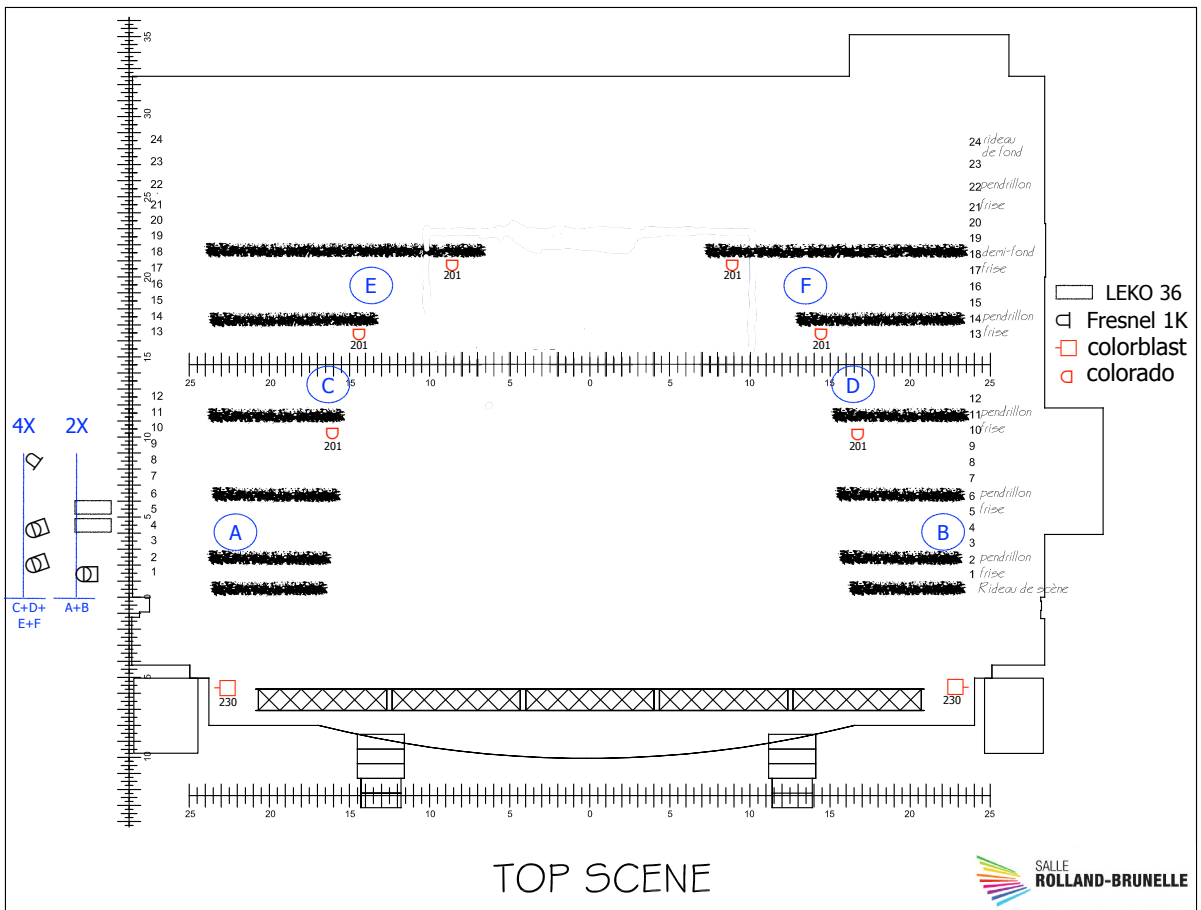 35
30
25
20
15
10
5
0
5
10
24
23
22
21
20
19
18
17
16
15
14
13
12
11
10
9
8
7
6
5
4
3
2
1
24 rideau de fond
23
22 pendrillon
21 frise
20
19
18 demi-fond
17 frise
16
15
14 pendrillon
13 frise
12
11 pendrillon
10 frise
9
8
7
6 pendrillon
5 frise
4
3
2 pendrillon
1 frise
Rideau de scène
E
F
201
201
201
201
25 20 15 10 5 0 5 10 15 20 25
C
D
201
201
A
B
4X 2X
C+D+
E+F
A+B
LEKO 36
Fresnel 1K
colorblast
colorado
230
230
25 20 15 10 5 0 5 10 15 20 25
TOP SCENE
SALLE
ROLLAND-BRUNELLE